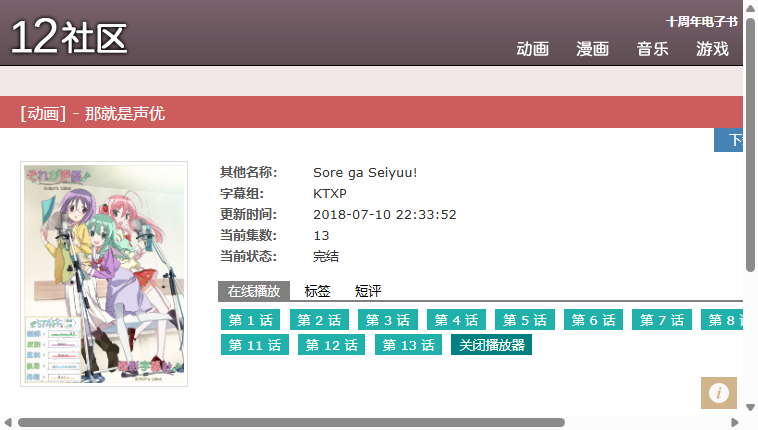 12社区
十周年电子书
动画 漫画 音乐 游戏
[动画] - 那就是声优
其他名称: Sore ga Seiyuu!
字幕组: KTXP
更新时间: 2018-07-10 22:33:52
当前集数: 13
当前状态: 完结
在线播放 标签 短评
第 1 话 第 2 话 第 3 话 第 4 话 第 5 话 第 6 话 第 7 话 第 8
第 11 话 第 12 话 第 13 话 关闭播放器